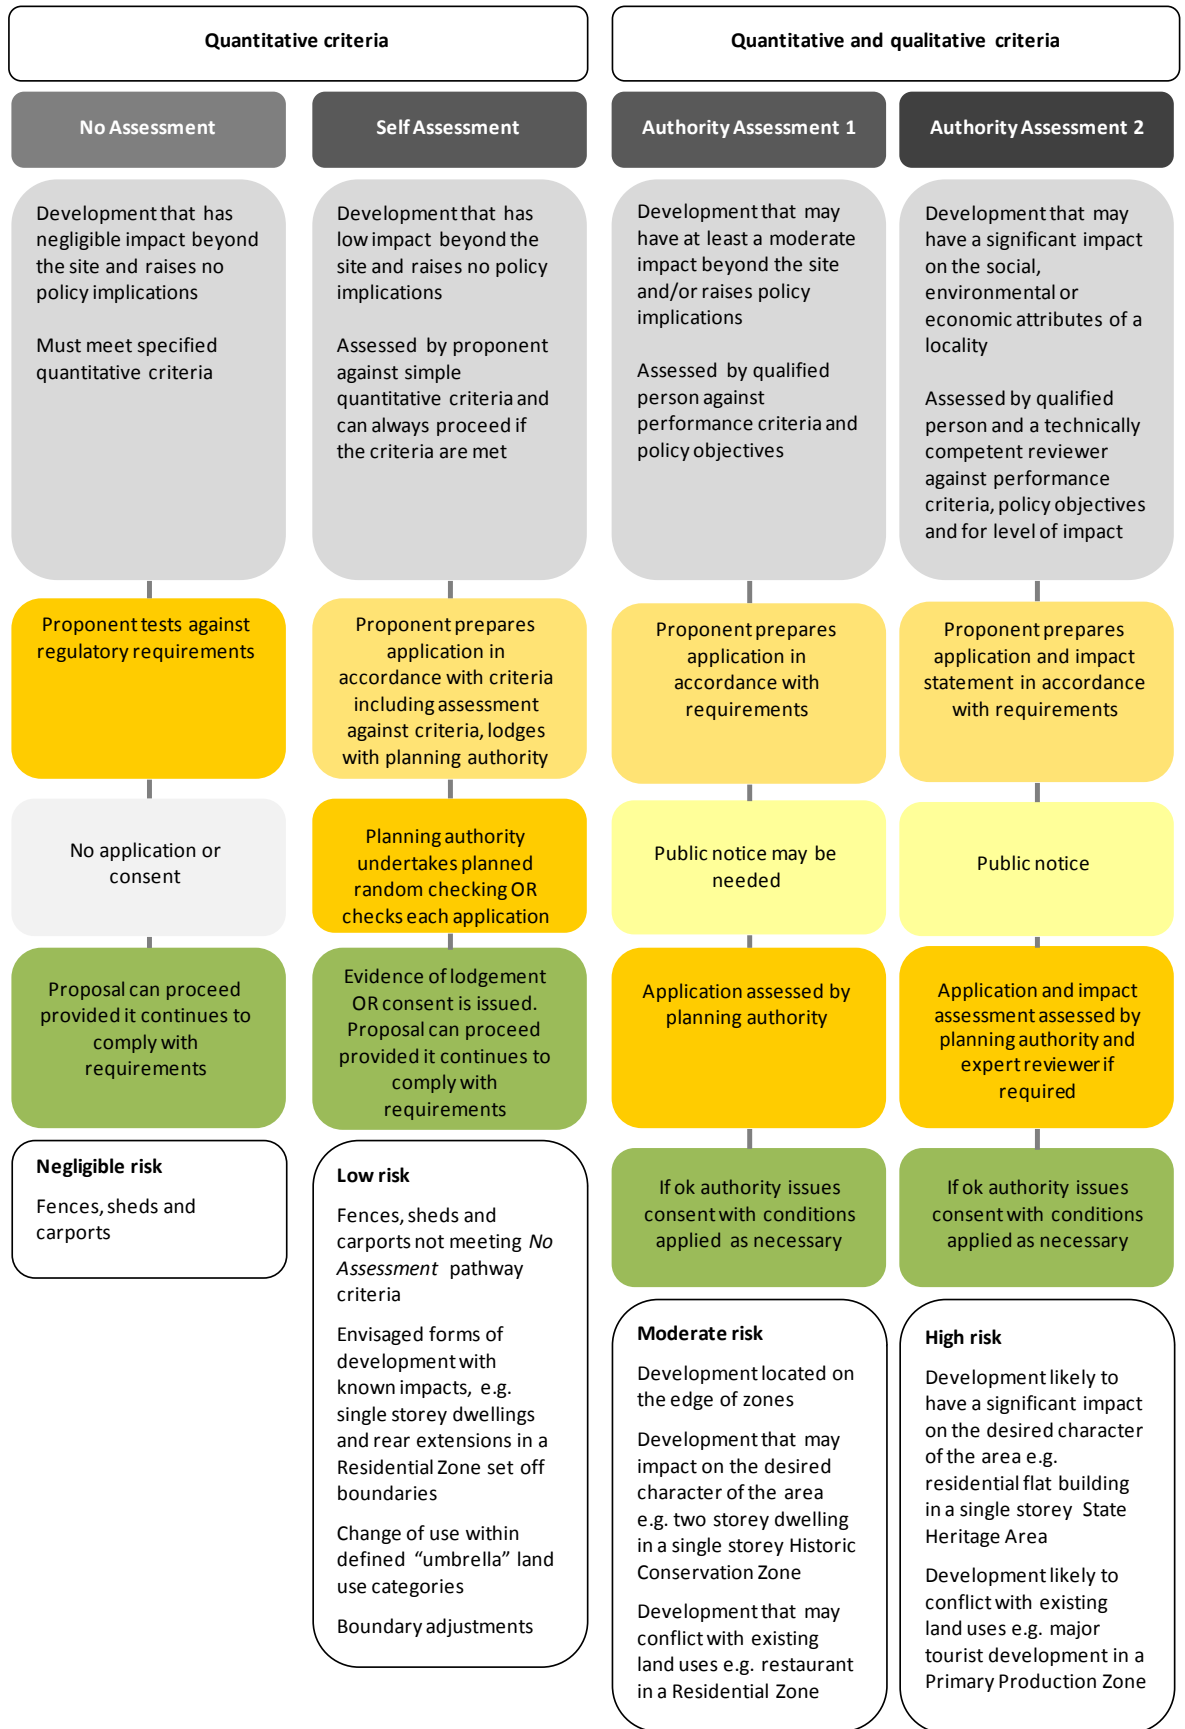 Quantitative criteria
Quantitative and qualitative criteria
No Assessment
Development that has
negligible impact beyond
the site and raises no
policy implications
Must meet specified
quantitative criteria
Proponent tests against
regulatory requirements
No application or
consent
Proposal can proceed
provided it continues to
comply with
requirements
Negligible risk
Fences, sheds and
carports
Self Assessment
Development that has
low impact beyond the
site and raises no policy
implications
Assessed by proponent
against simple
quantitative criteria and
can always proceed if
the criteria are met
Proponent prepares
application in
accordance with criteria
including assessment
against criteria, lodges
with planning authority
Planning authority
undertakes planned
random checking OR
checks each application
Evidence of lodgement
OR consent is issued.
Proposal can proceed
provided it continues to
comply with
requirements
Low risk
Fences, sheds and
carports not meeting No
Assessment pathway
criteria
Envisaged forms of
development with
known impacts, e.g.
single storey dwellings
and rear extensions in a
Residential Zone set off
boundaries
Change of use within
defined “umbrella” land
use categories
Boundary adjustments
Authority Assessment 1
Development that may
have at least a moderate
impact beyond the site
and/or raises policy
implications
Assessed by qualified
person against
performance criteria and
policy objectives
Proponent prepares
application in
accordance with
requirements
Public notice may be
needed
Application assessed by
planning authority
If ok authority issues
consent with conditions
applied as necessary
Moderate risk
Development located on
the edge of zones
Development that may
impact on the desired
character of the area
e.g. two storey dwelling
in a single storey Historic
Conservation Zone
Development that may
conflict with existing
land uses e.g. restaurant
in a Residential Zone
Authority Assessment 2
Development that may
have a significant impact
on the social,
environmental or
economic attributes of a
locality
Assessed by qualified
person and a technically
competent reviewer
against performance
criteria, policy objectives
and for level of impact
Proponent prepares
application and impact
statement in accordance
with requirements
Public notice
Application and impact
assessment assessed by
planning authority and
expert reviewer if
required
If ok authority issues
consent with conditions
applied as necessary
High risk
Development likely to
have a significant impact
on the desired character
of the area e.g.
residential flat building
in a single storey State
Heritage Area
Development likely to
conflict with existing
land uses e.g. major
tourist development in a
Primary Production Zone